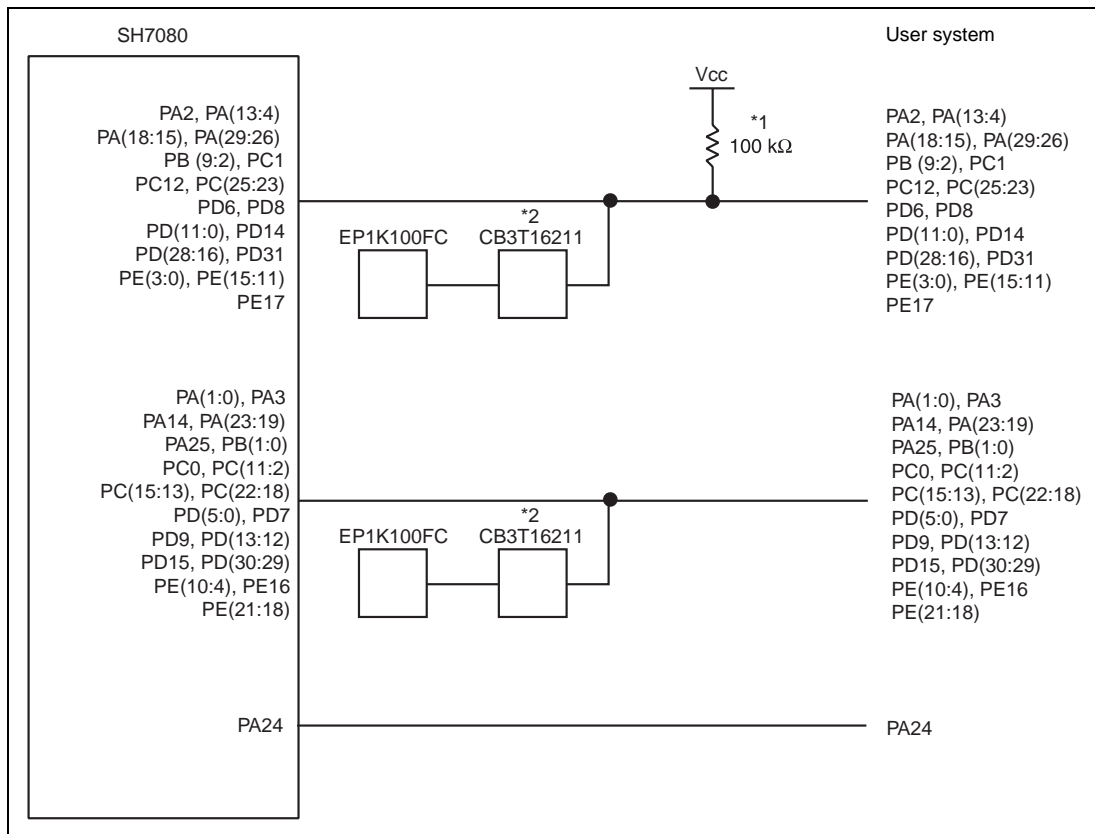 SH7080
User system
Vcc
*1
100 kΩ
PA2, PA(13:4)
PA(18:15), PA(29:26)
PB (9:2), PC1
PC12, PC(25:23)
PD6, PD8
PD(11:0), PD14
PD(28:16), PD31
PE(3:0), PE(15:11)
PE17
*2
EP1K100FC
CB3T16211
PA2, PA(13:4)
PA(18:15), PA(29:26)
PB (9:2), PC1
PC12, PC(25:23)
PD6, PD8
PD(11:0), PD14
PD(28:16), PD31
PE(3:0), PE(15:11)
PE17
PA(1:0), PA3
PA14, PA(23:19)
PA25, PB(1:0)
PC0, PC(11:2)
PC(15:13), PC(22:18)
PD(5:0), PD7
PD9, PD(13:12)
PD15, PD(30:29)
PE(10:4), PE16
PE(21:18)
*2
EP1K100FC
CB3T16211
PA(1:0), PA3
PA14, PA(23:19)
PA25, PB(1:0)
PC0, PC(11:2)
PC(15:13), PC(22:18)
PD(5:0), PD7
PD9, PD(13:12)
PD15, PD(30:29)
PE(10:4), PE16
PE(21:18)
PA24
PA24